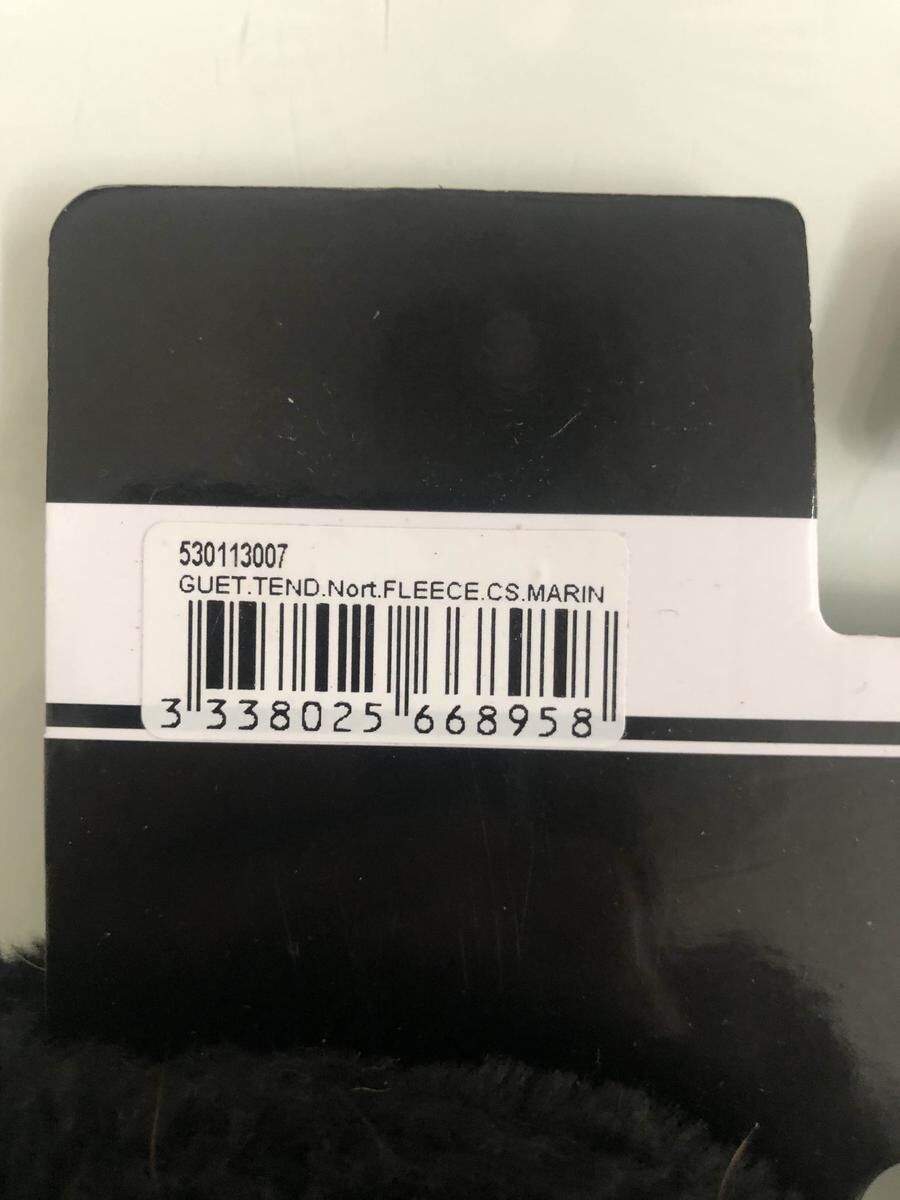 530113007
GUET.TEND.Nort.FLEECE.CS.MARIN
3 338025 668958